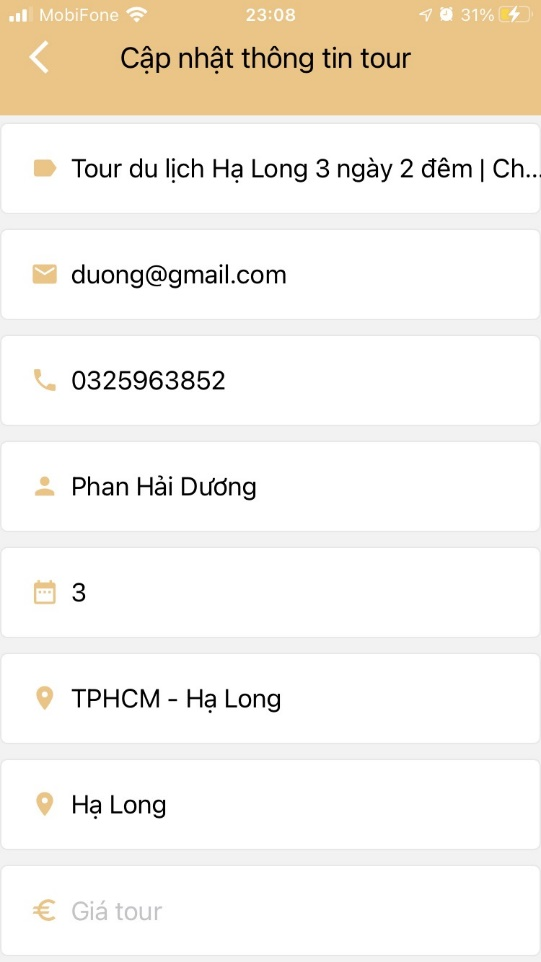 MobiFone 23:08 31%
Cập nhật thông tin tour
Tour du lịch Hạ Long 3 ngày 2 đêm | Ch...
duong@gmail.com
0325963852
Phan Hải Dương
3
TPHCM - Hạ Long
Hạ Long
Giá tour